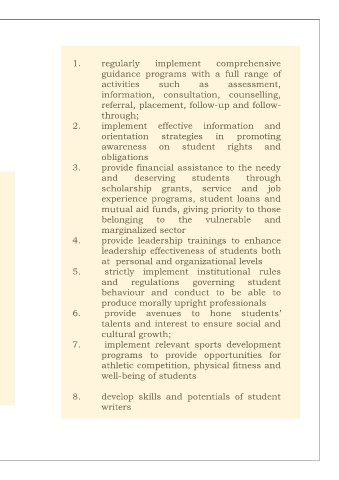 1. regularly implement comprehensive
guidance programs with a full range of
activities such as assessment,
information, consultation, counselling,
referral, placement, follow-up and follow-
through;
2. implement effective information and
orientation strategies in promoting
awareness on student rights and
obligations
3. provide financial assistance to the needy
and deserving students through
scholarship grants, service and job
experience programs, student loans and
mutual aid funds, giving priority to those
belonging to the vulnerable and
marginalized sector
4. provide leadership trainings to enhance
leadership effectiveness of students both
at personal and organizational levels
5. strictly implement institutional rules
and regulations governing student
behaviour and conduct to be able to
produce morally upright professionals
6. provide avenues to hone students’
talents and interest to ensure social and
cultural growth;
7. implement relevant sports development
programs to provide opportunities for
athletic competition, physical fitness and
well-being of students
8. develop skills and potentials of student
writers